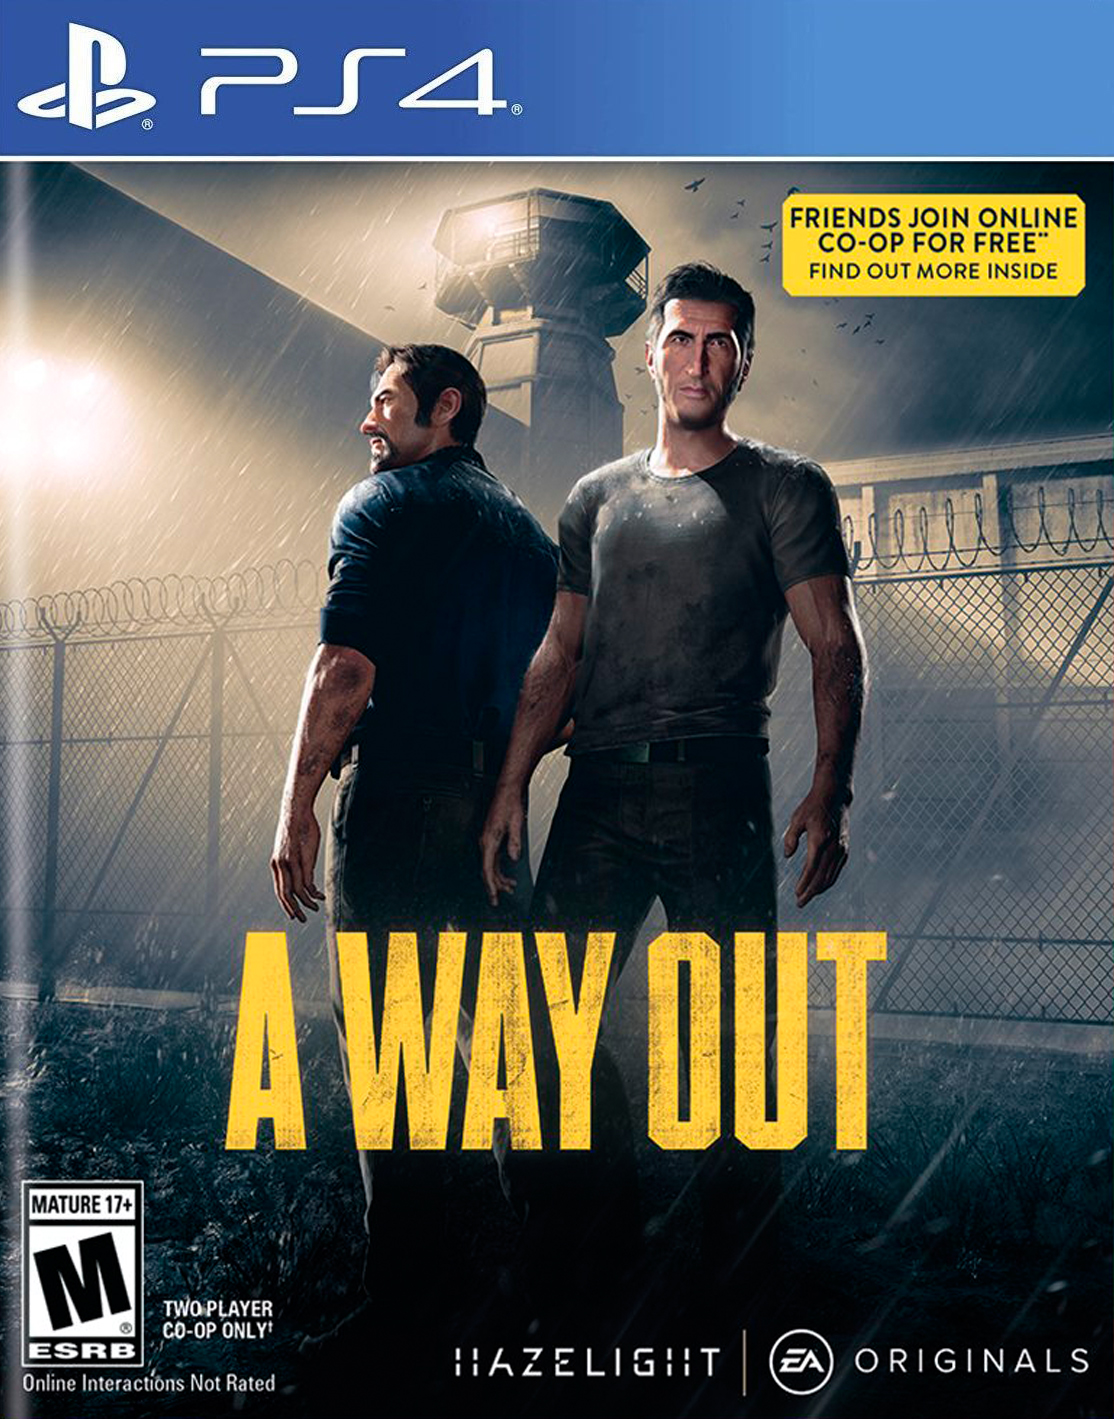 PS4®
FRIENDS JOIN ONLINE
CO-OP FOR FREE**
FIND OUT MORE INSIDE
A WAY OUT
MATURE 17+
M
®
ESRB
TWO PLAYER
CO-OP ONLY†
Online Interactions Not Rated
HAZELIGHT
EA ORIGINALS